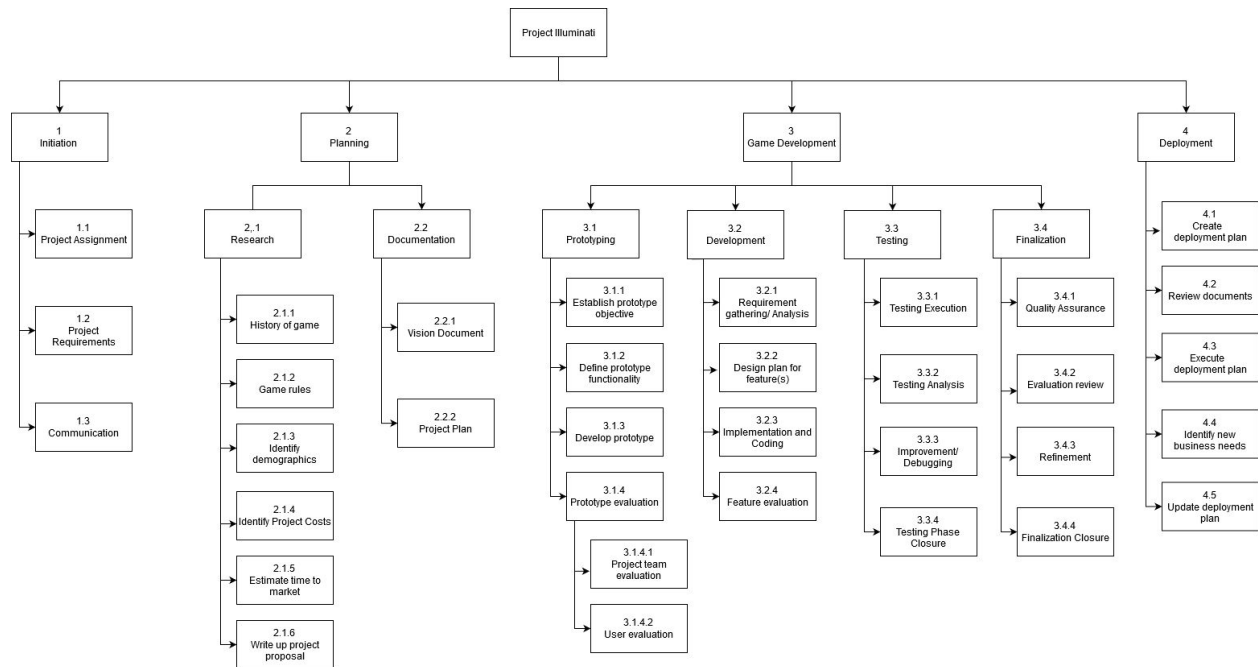 Project Illuminati
1
Initiation
2
Planning
3
Game Development
4
Deployment
1.1
Project Assignment
1.2
Project
Requirements
1.3
Communication
2,.1
Research
2.1.1
History of game
2.1.2
Game rules
2.1.3
Identify
demographics
2.1.4
Identify Project Costs
2.1.5
Estimate time to
market
2.1.6
Write up project
proposal
2.2
Documentation
2.2.1
Vision Document
2.2.2
Project Plan
3.1
Prototyping
3.1.1
Establish prototype
objective
3.1.2
Define prototype
functionality
3.1.3
Develop prototype
3.1.4
Prototype evaluation
3.1.4.1
Project team
evaluation
3.1.4.2
User evaluation
3.2
Development
3.2.1
Requirement
gathering/ Analysis
3.2.2
Design plan for
feature(s)
3.2.3
Implementation and
Coding
3.2.4
Feature evaluation
3.3
Testing
3.3.1
Testing Execution
3.3.2
Testing Analysis
3.3.3
Improvement/
Debugging
3.3.4
Testing Phase
Closure
3.4
Finalization
3.4.1
Quality Assurance
3.4.2
Evaluation review
3.4.3
Refinement
3.4.4
Finalization Closure
4.1
Create
deployment plan
4.2
Review documents
4.3
Execute
deployment plan
4.4
Identify new
business needs
4.5
Update deployment
plan